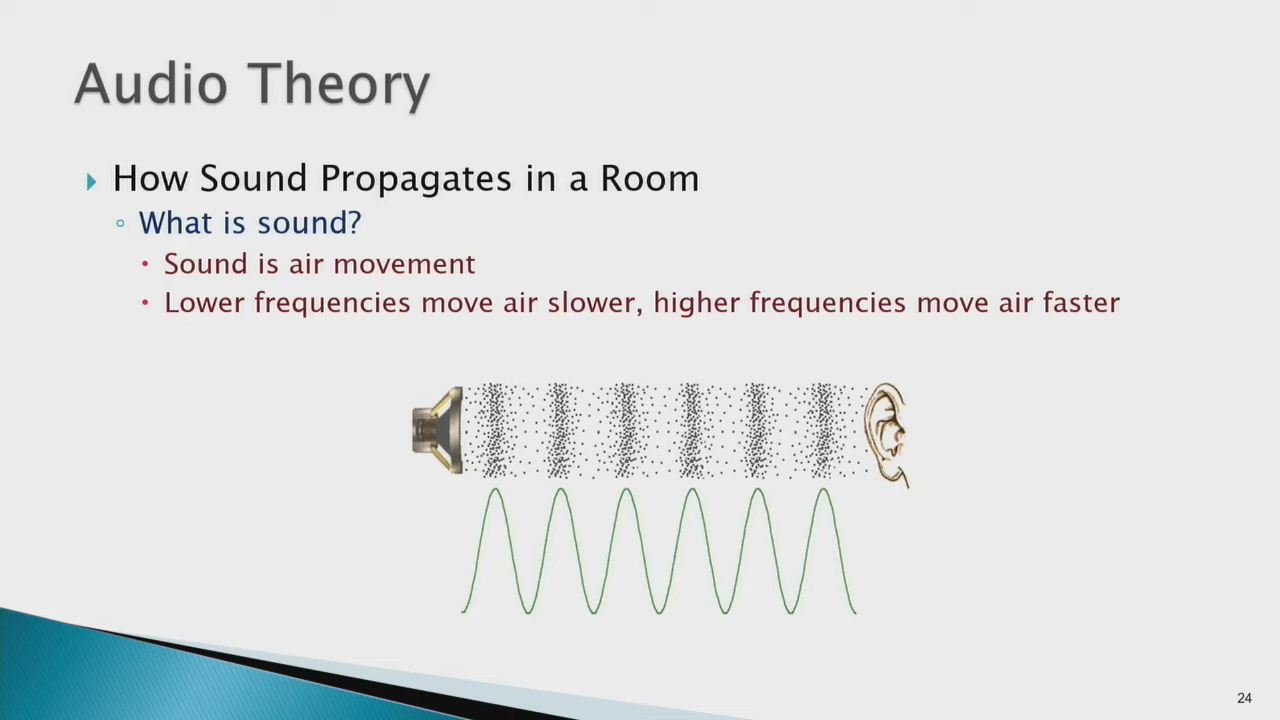 Audio Theory
How Sound Propagates in a Room
What is sound?
Sound is air movement
Lower frequencies move air slower, higher frequencies move air faster
24